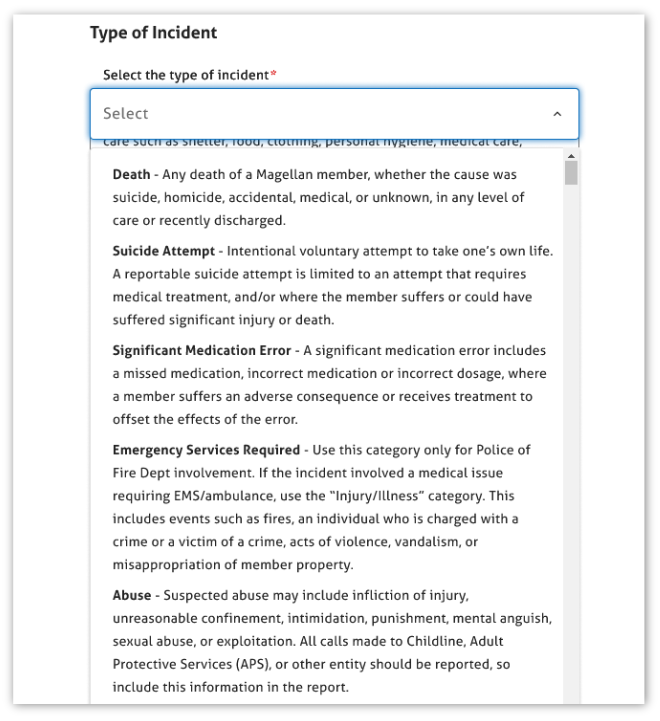 Type of Incident
Select the type of incident*
Select
care such as shelter, food, clothing, personal hygiene, medical care,
Death - Any death of a Magellan member, whether the cause was
suicide, homicide, accidental, medical, or unknown, in any level of
care or recently discharged.
Suicide Attempt - Intentional voluntary attempt to take one’s own life.
A reportable suicide attempt is limited to an attempt that requires
medical treatment, and/or where the member suffers or could have
suffered significant injury or death.
Significant Medication Error - A significant medication error includes
a missed medication, incorrect medication or incorrect dosage, where
a member suffers an adverse consequence or receives treatment to
offset the effects of the error.
Emergency Services Required - Use this category only for Police of
Fire Dept involvement. If the incident involved a medical issue
requiring EMS/ambulance, use the “Injury/Illness” category. This
includes events such as fires, an individual who is charged with a
crime or a victim of a crime, acts of violence, vandalism, or
misappropriation of member property.
Abuse - Suspected abuse may include infliction of injury,
unreasonable confinement, intimidation, punishment, mental anguish,
sexual abuse, or exploitation. All calls made to Childline, Adult
Protective Services (APS), or other entity should be reported, so
include this information in the report.